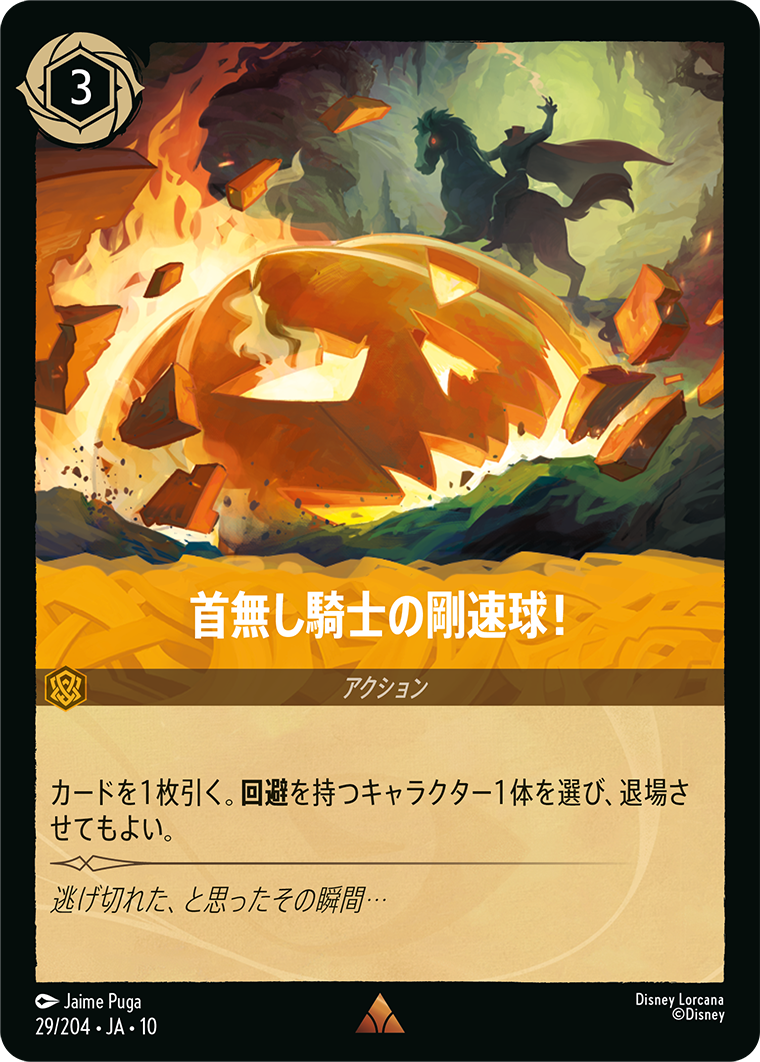 3
首無し騎士の剛速球!
アクション
カードを1枚引く。回避を持つキャラクター1体を選び、退場さ
せてもよい。
逃げ切れた、と思ったその瞬間…
Jaime Puga
Disney Lorcana
29/204 • JA • 10
©Disney